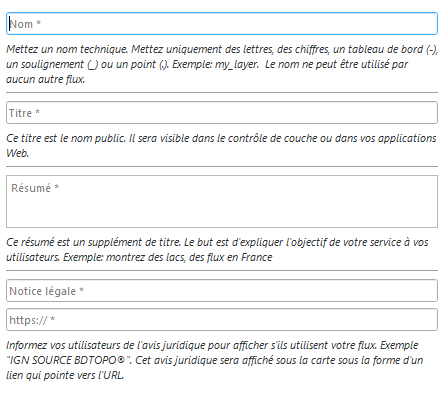 Nom *
Mettez un nom technique. Mettez uniquement des lettres, des chiffres, un tableau de bord (-),
un soulignement (_) ou un point (.). Exemple: my_layer. Le nom ne peut être utilisé par
aucun autre flux.
Titre *
Ce titre est le nom public. Il sera visible dans le contrôle de couche ou dans vos applications
Web.
Résumé *
Ce résumé est un supplément de titre. Le but est d'expliquer l'objectif de votre service à vos
utilisateurs. Exemple: montrez des lacs, des flux en France
Notice légale *
https:// *
Informez vos utilisateurs de l'avis juridique pour afficher s'ils utilisent votre flux. Exemple
"IGN SOURCE BDTOPO®". Cet avis juridique sera affiché sous la carte sous la forme d'un
lien qui pointe vers l'URL.